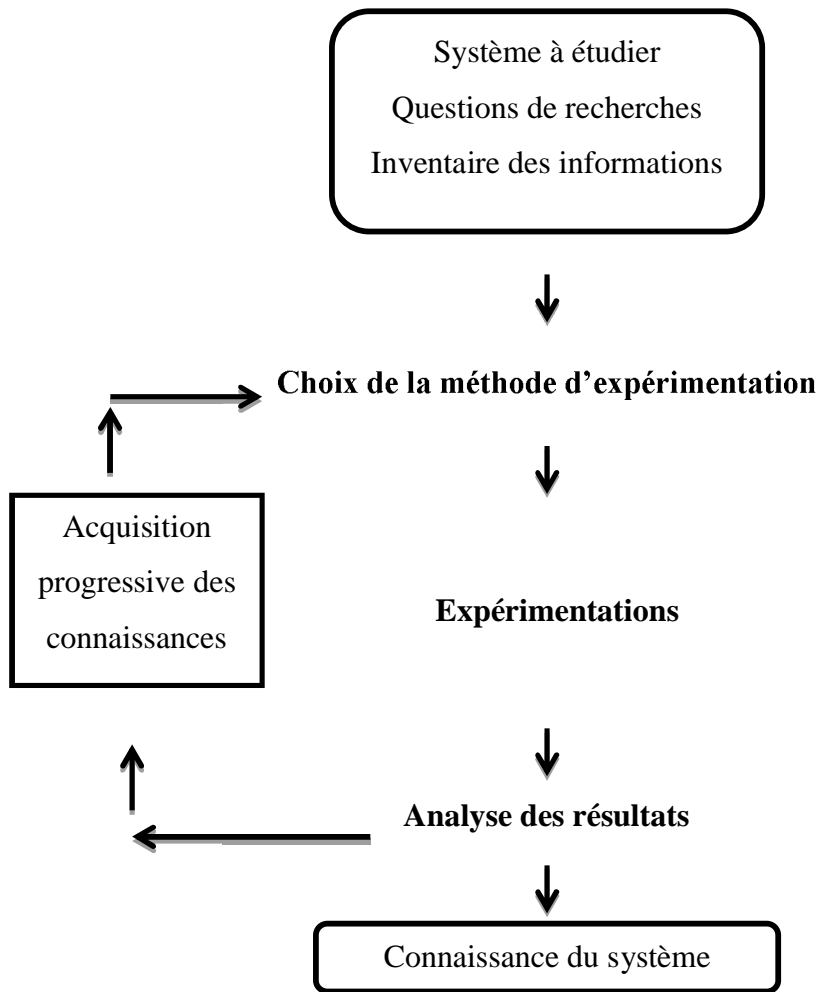 Système à étudier
Questions de recherches
Inventaire des informations
Choix de la méthode d’expérimentation
Acquisition
progressive des
connaissances
Expérimentations
Analyse des résultats
Connaissance du système